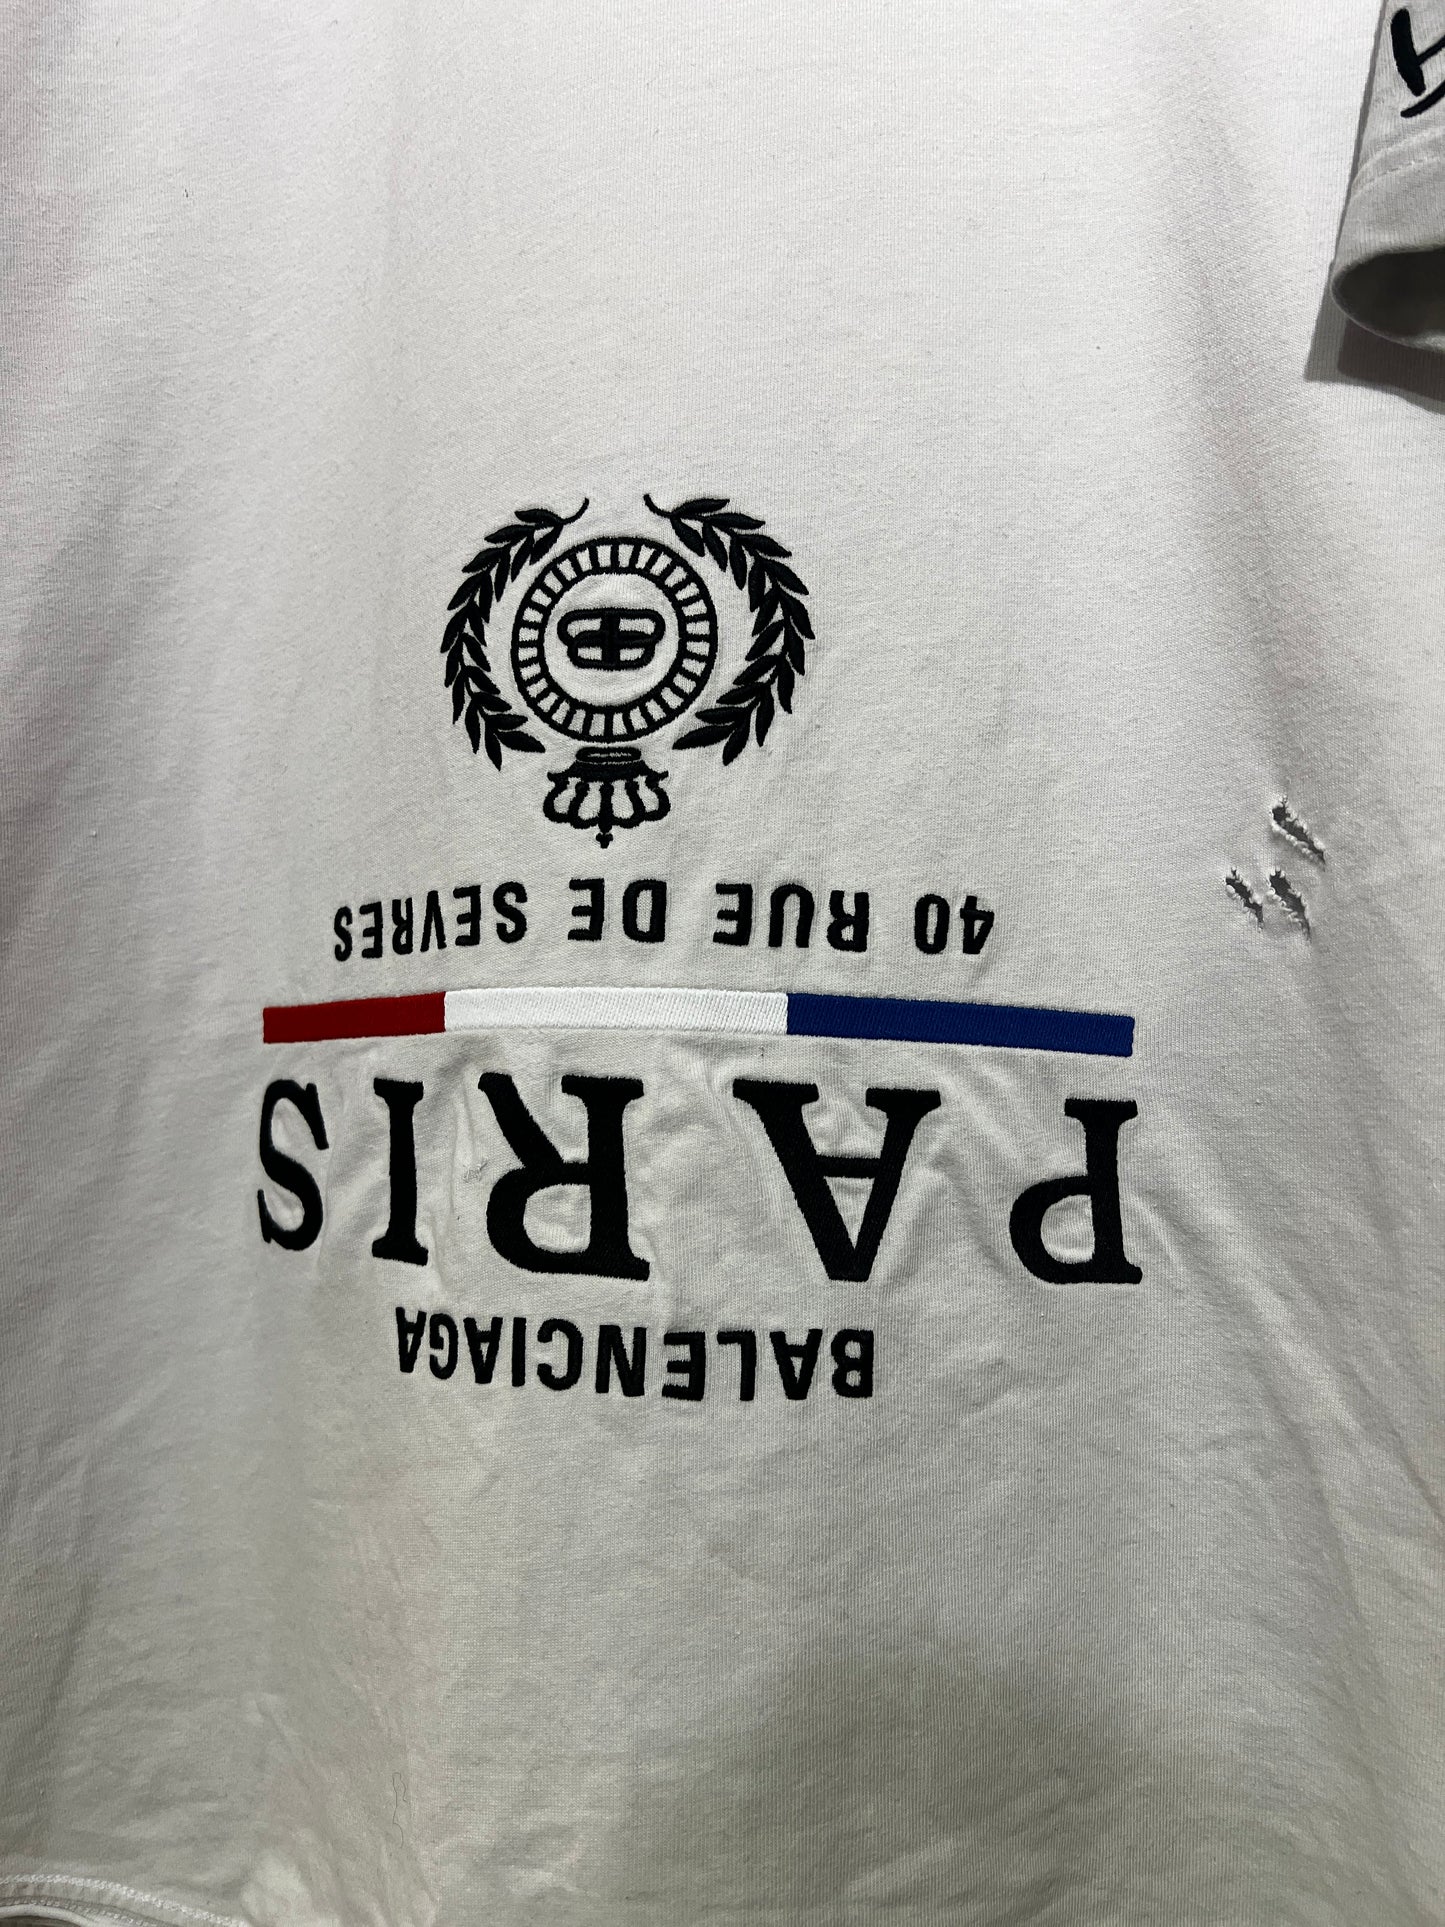 BALENCIAGA
PARIS
40 RUE DE SEVRES